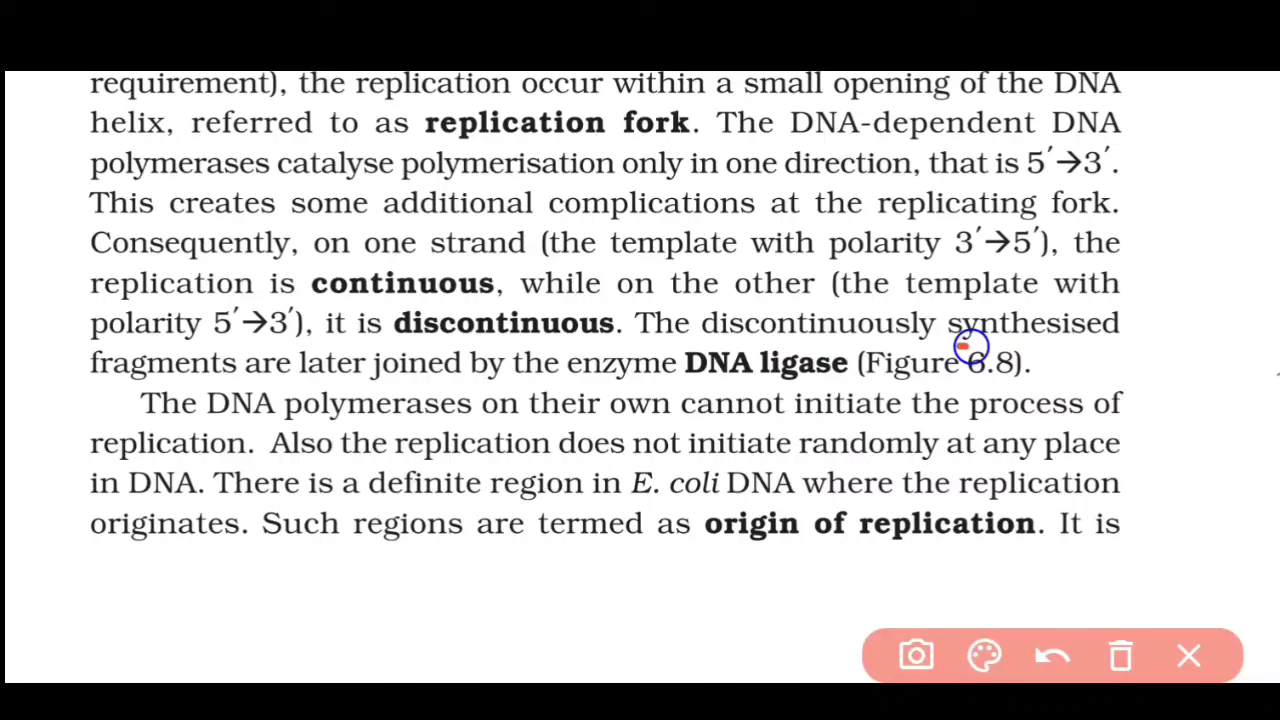 requirement), the replication occur within a small opening of the DNA
helix, referred to as replication fork. The DNA-dependent DNA
polymerases catalyse polymerisation only in one direction, that is 5′→3′.
This creates some additional complications at the replicating fork.
Consequently, on one strand (the template with polarity 3′→5′), the
replication is continuous, while on the other (the template with
polarity 5′→3′), it is discontinuous. The discontinuously synthesised
fragments are later joined by the enzyme DNA ligase (Figure 6.8).
The DNA polymerases on their own cannot initiate the process of
replication. Also the replication does not initiate randomly at any place
in DNA. There is a definite region in E. coli DNA where the replication
originates. Such regions are termed as origin of replication. It is